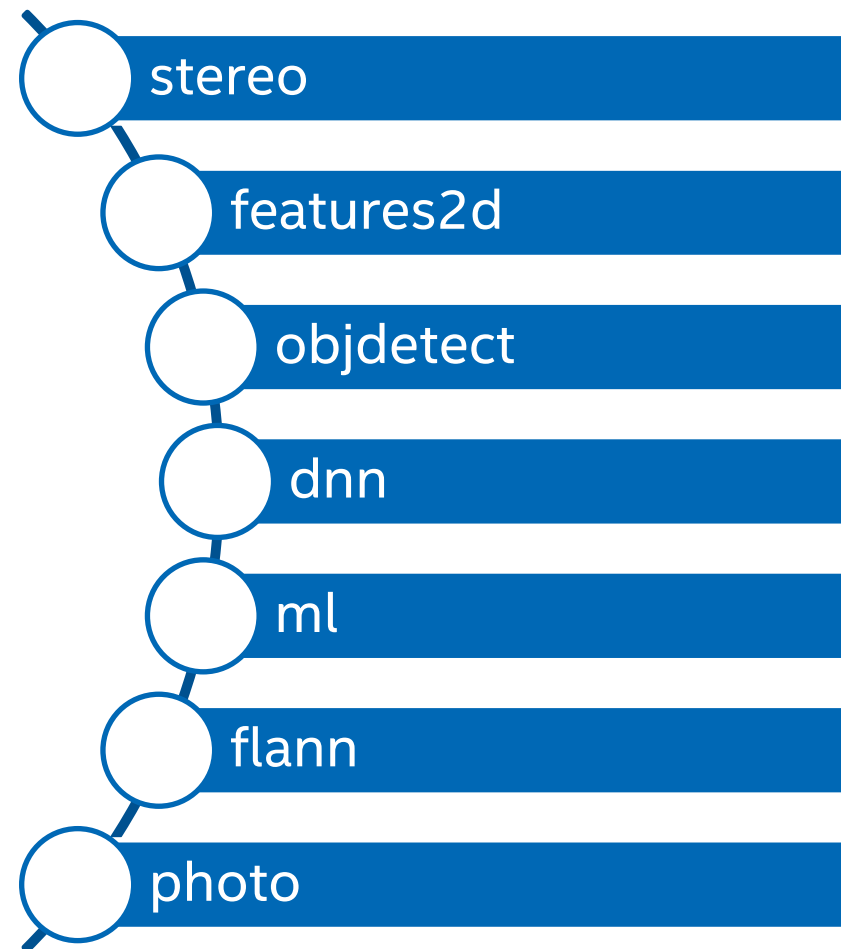 stereo
features2d
objdetect
dnn
ml
flann
photo